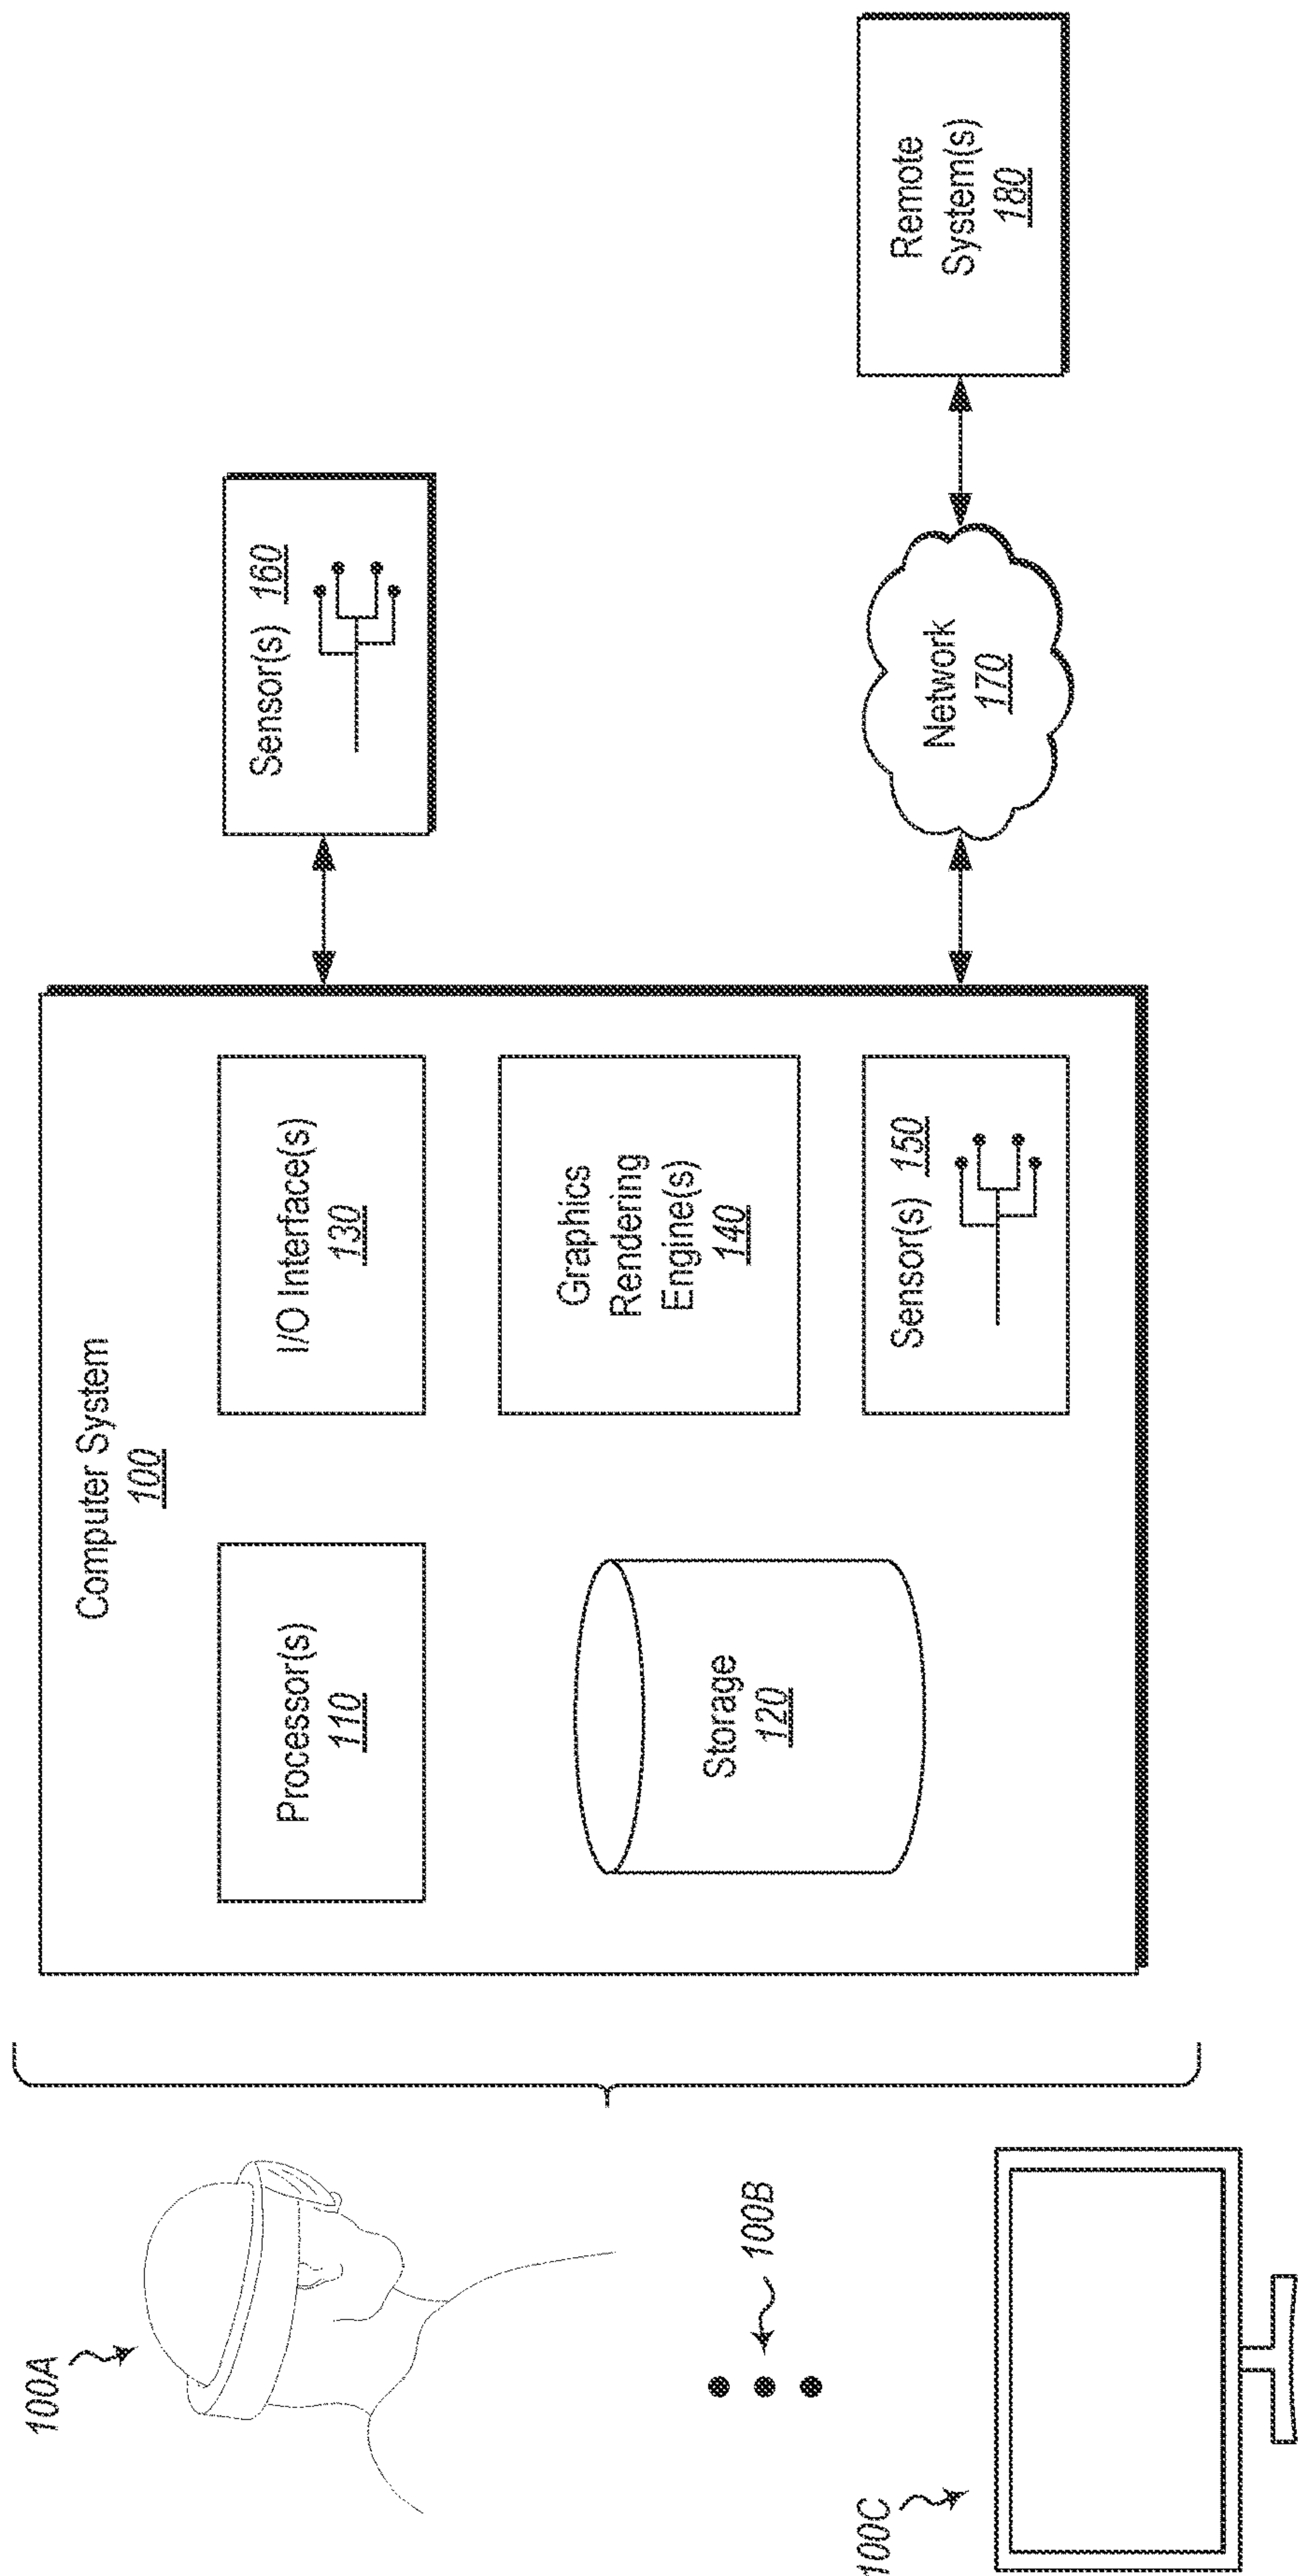 100A
100B
100C
Computer System
100
Processor(s)
110
Storage
120
I/O Interface(s)
130
Graphics
Rendering
Engine(s)
140
Sensor(s) 150
Sensor(s) 160
Network
170
Remote
System(s)
180